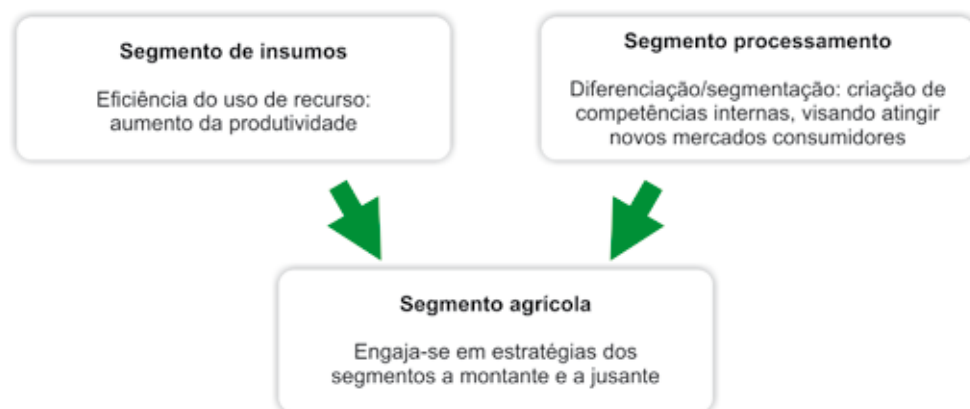 Segmento de insumos
Eficiência do uso de recurso:
aumento da produtividade
Segmento processamento
Diferenciação/segmentação: criação de
competências internas, visando atingir
novos mercados consumidores
Segmento agrícola
Engaja-se em estratégias dos
segmentos a montante e a jusante